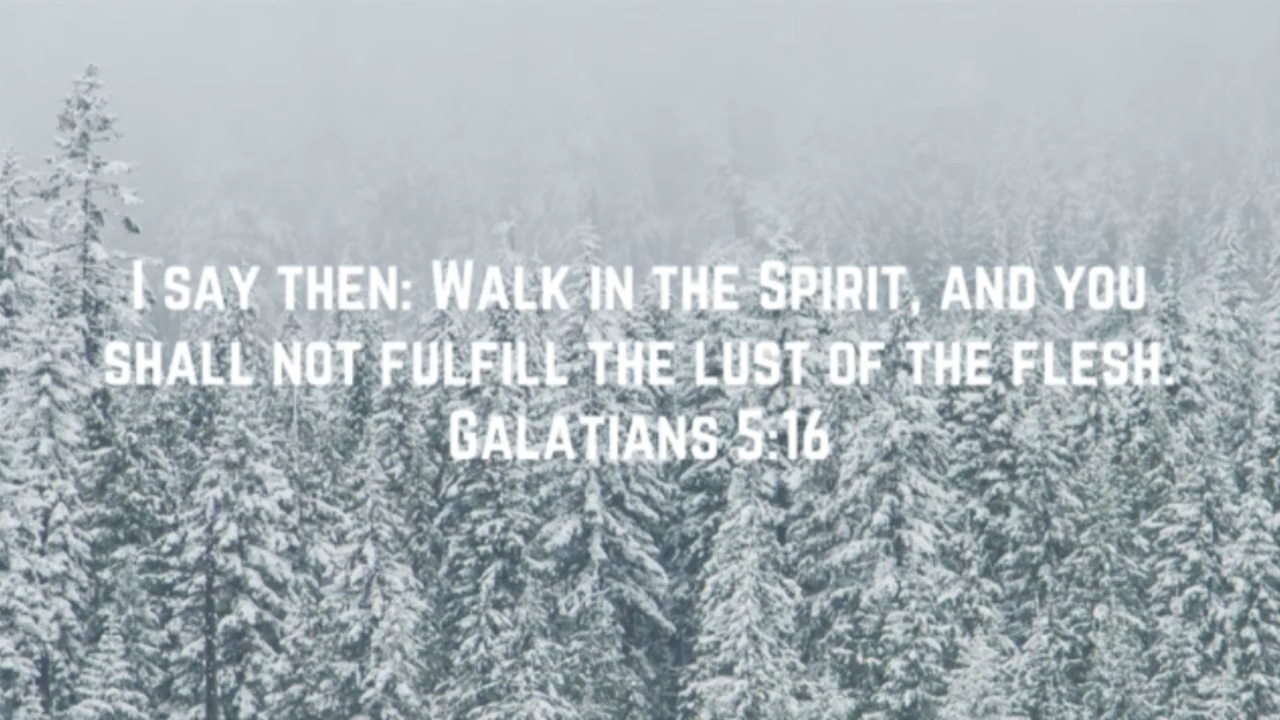 I say then: Walk in the Spirit, and you
shall not fulfill the lust of the flesh.
Galatians 5:16